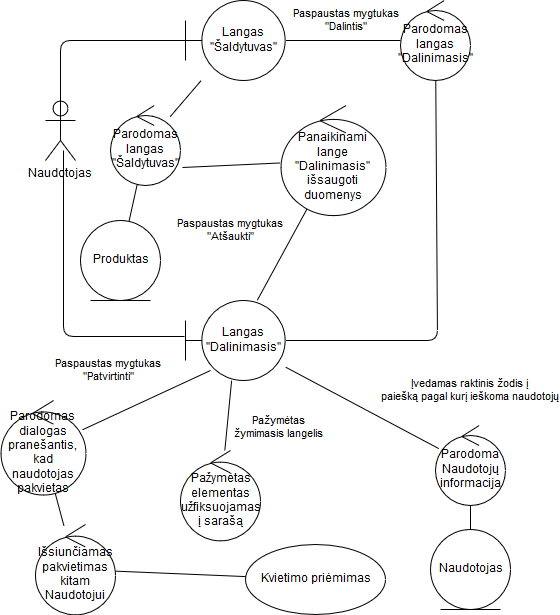 Langas
"Šaldytuvas"
Paspaustas mygtukas
"Dalintis"
Parodomas
langas
"Dalinimasis"
Naudotojas
Parodomas
langas
"Šaldytuvas"
Panaikinami
lange
"Dalinimasis"
išsaugoti
duomenys
Paspaustas mygtukas
"Atšaukti"
Produktas
Langas
"Dalinimasis"
Paspaustas mygtukas
"Patvirtinti"
Įvedamas raktinis žodis į
paiešką pagal kurį ieškoma naudotojų
Pažymėtas
žymimasis langelis
Parodomas
dialogas
pranešantis,
kad
naudotojas
pakvietas
Pažymėtas
elementas
užfiksuojamas
į sarašą
Parodoma
Naudotojų
informacija
Išsiunčiamas
pakvietimas
kitam
Naudotojui
Kvietimo priėmimas
Naudotojas